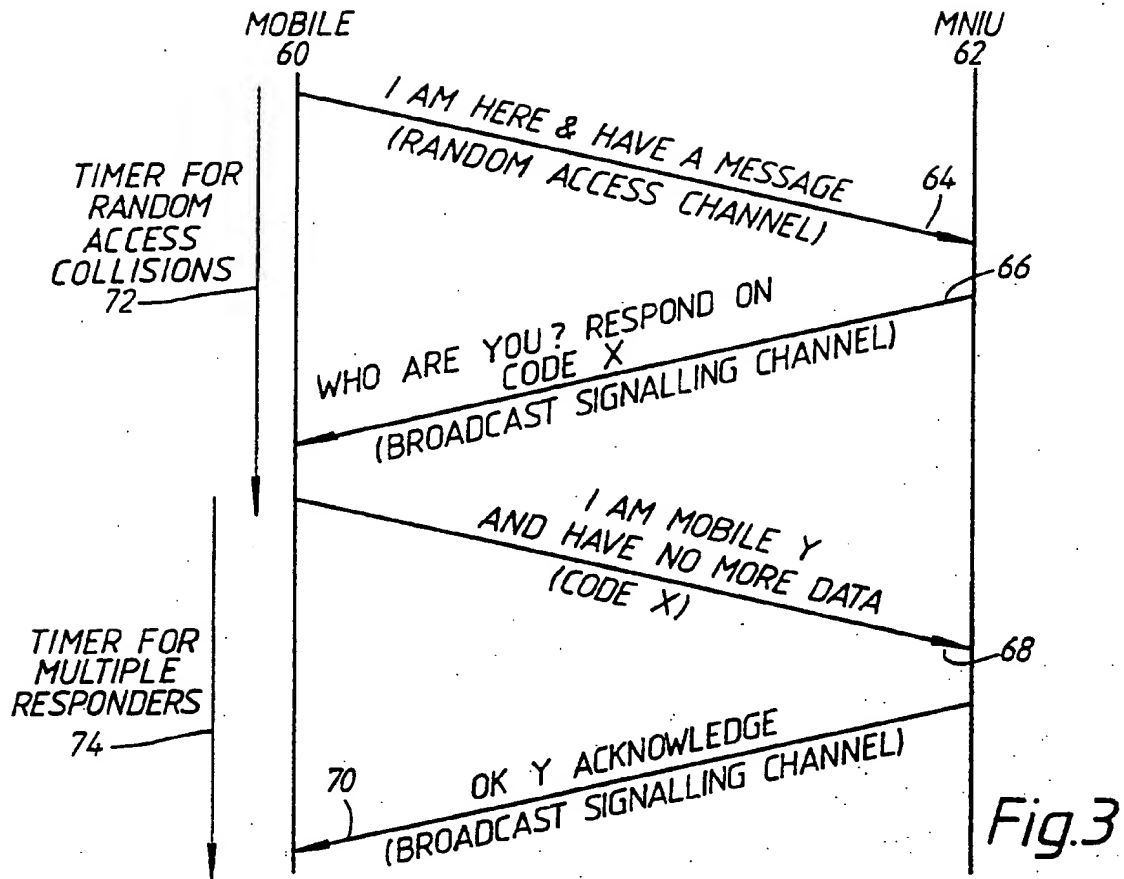 MOBILE
60
MNIU
62
I AM HERE & HAVE A MESSAGE
(RANDOM ACCESS CHANNEL)
64
TIMER FOR
RANDOM
ACCESS
COLLISIONS
72
66
WHO ARE YOU? RESPOND ON
CODE X
(BROADCAST SIGNALLING CHANNEL)
I AM MOBILE Y
AND HAVE NO MORE DATA
(CODE X)
68
TIMER FOR
MULTIPLE
RESPONDERS
74
70
OK Y ACKNOWLEDGE
(BROADCAST SIGNALLING CHANNEL)
Fig.3